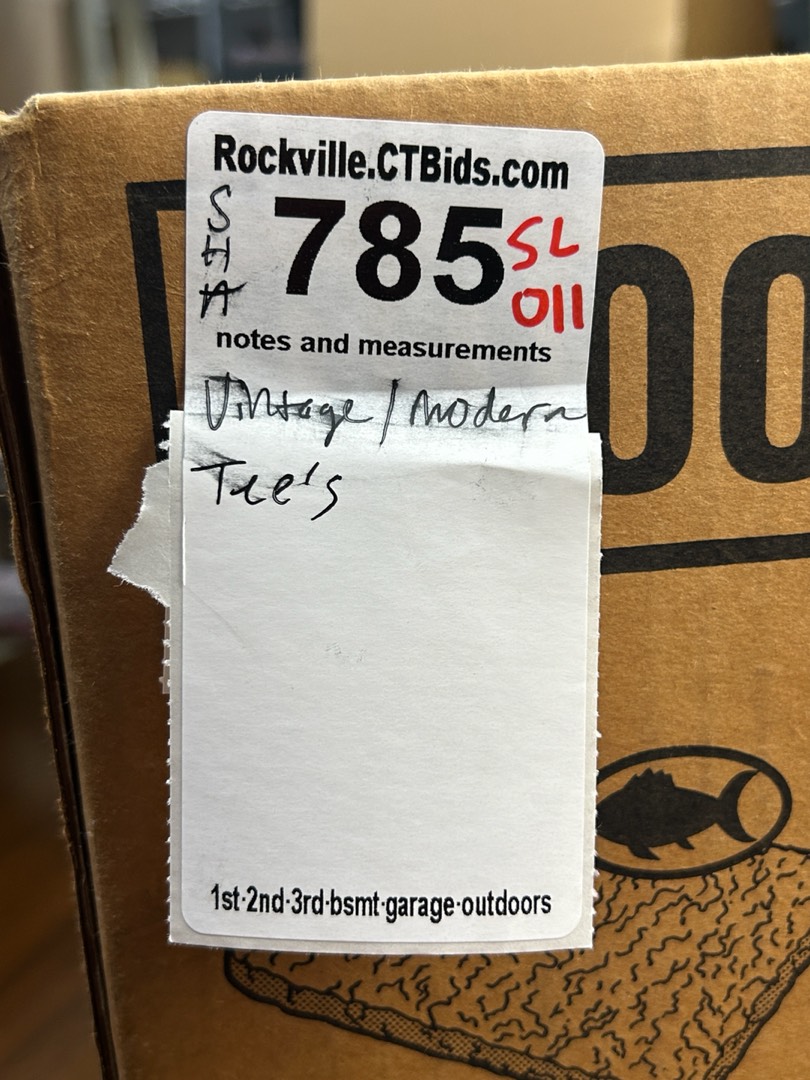 Rockville.CTBids.com
SHA
785
SL
011
notes and measurements
Vintage/Modern
Tee's
1st·2nd·3rd·bsmt·garage·outdoors